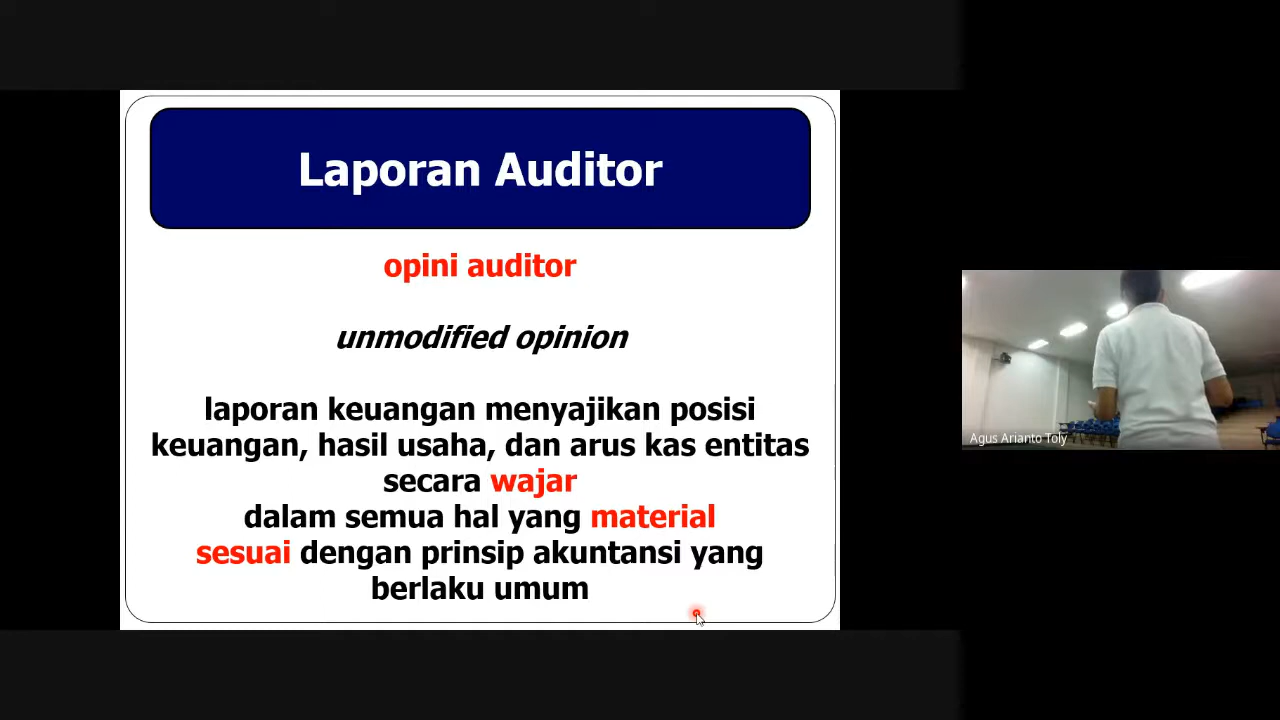 Laporan Auditor
opini auditor
unmodified opinion
laporan keuangan menyajikan posisi
keuangan, hasil usaha, dan arus kas entitas
secara wajar
dalam semua hal yang material
sesuai dengan prinsip akuntansi yang
berlaku umum
Agus Arianto Toly